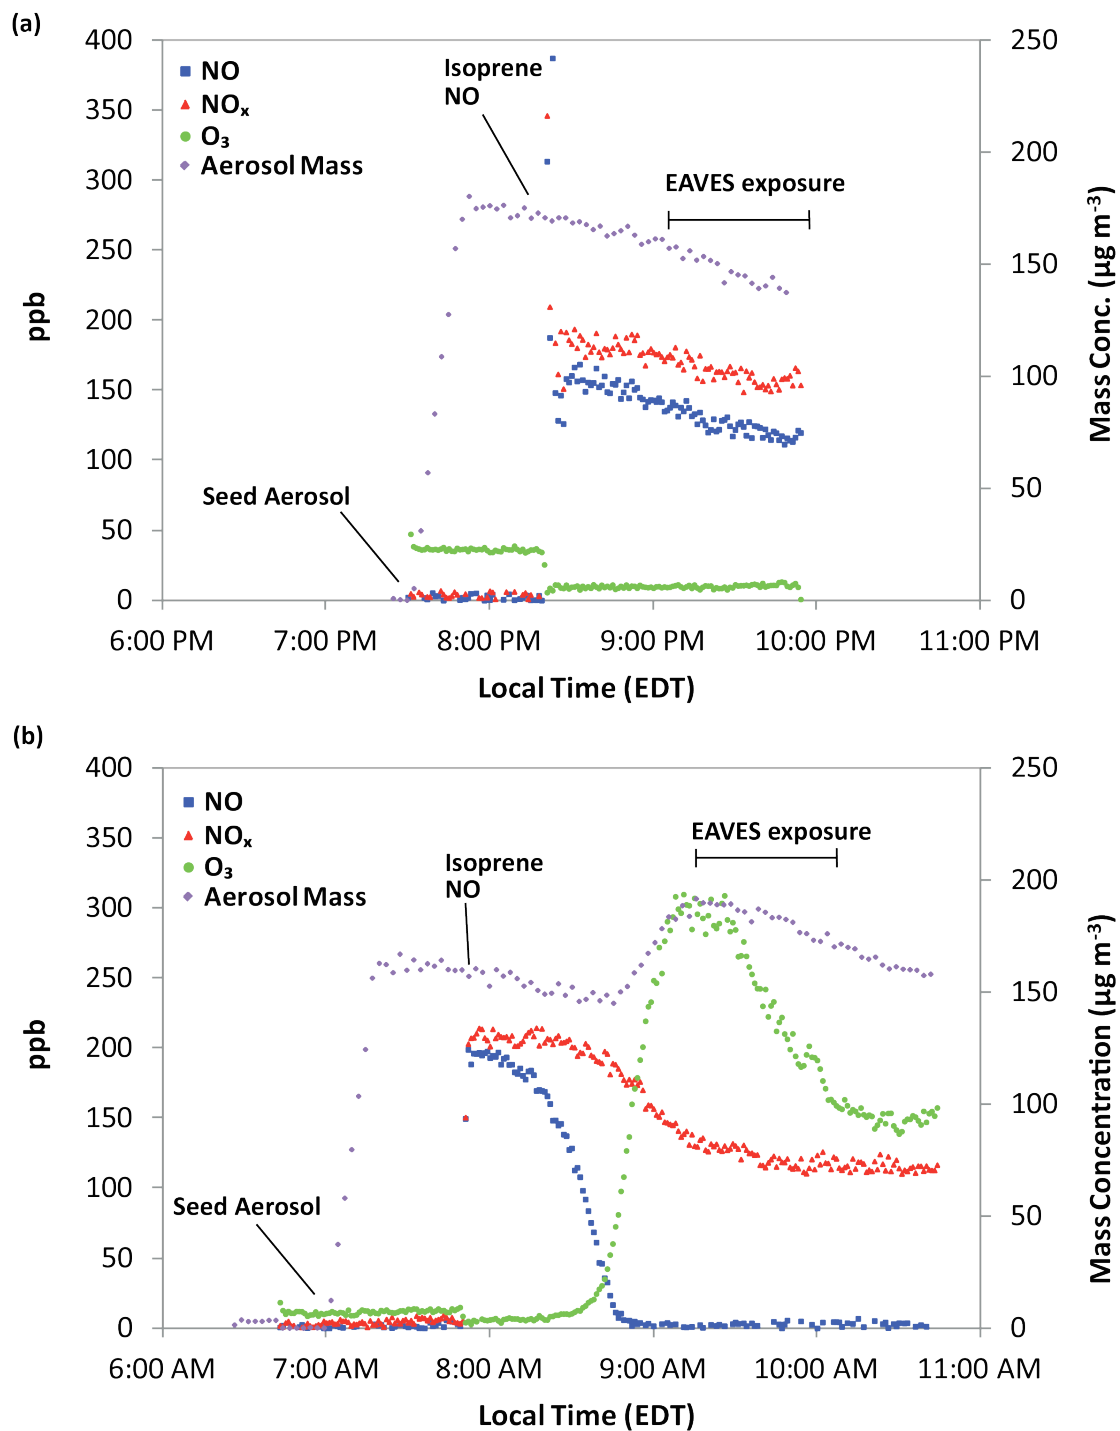 (a)
400
350
300
250
200
150
100
50
0
ppb
NO
NOₓ
O₃
Aerosol Mass
Isoprene
NO
EAVES exposure
Seed Aerosol
250
200
150
100
50
0
Mass Conc. (µg m⁻³)
6:00 PM 7:00 PM 8:00 PM 9:00 PM 10:00 PM 11:00 PM
Local Time (EDT)
(b)
400
350
300
250
200
150
100
50
0
ppb
NO
NOₓ
O₃
Aerosol Mass
Isoprene
NO
EAVES exposure
Seed Aerosol
250
200
150
100
50
0
Mass Concentration (µg m⁻³)
6:00 AM 7:00 AM 8:00 AM 9:00 AM 10:00 AM 11:00 AM
Local Time (EDT)